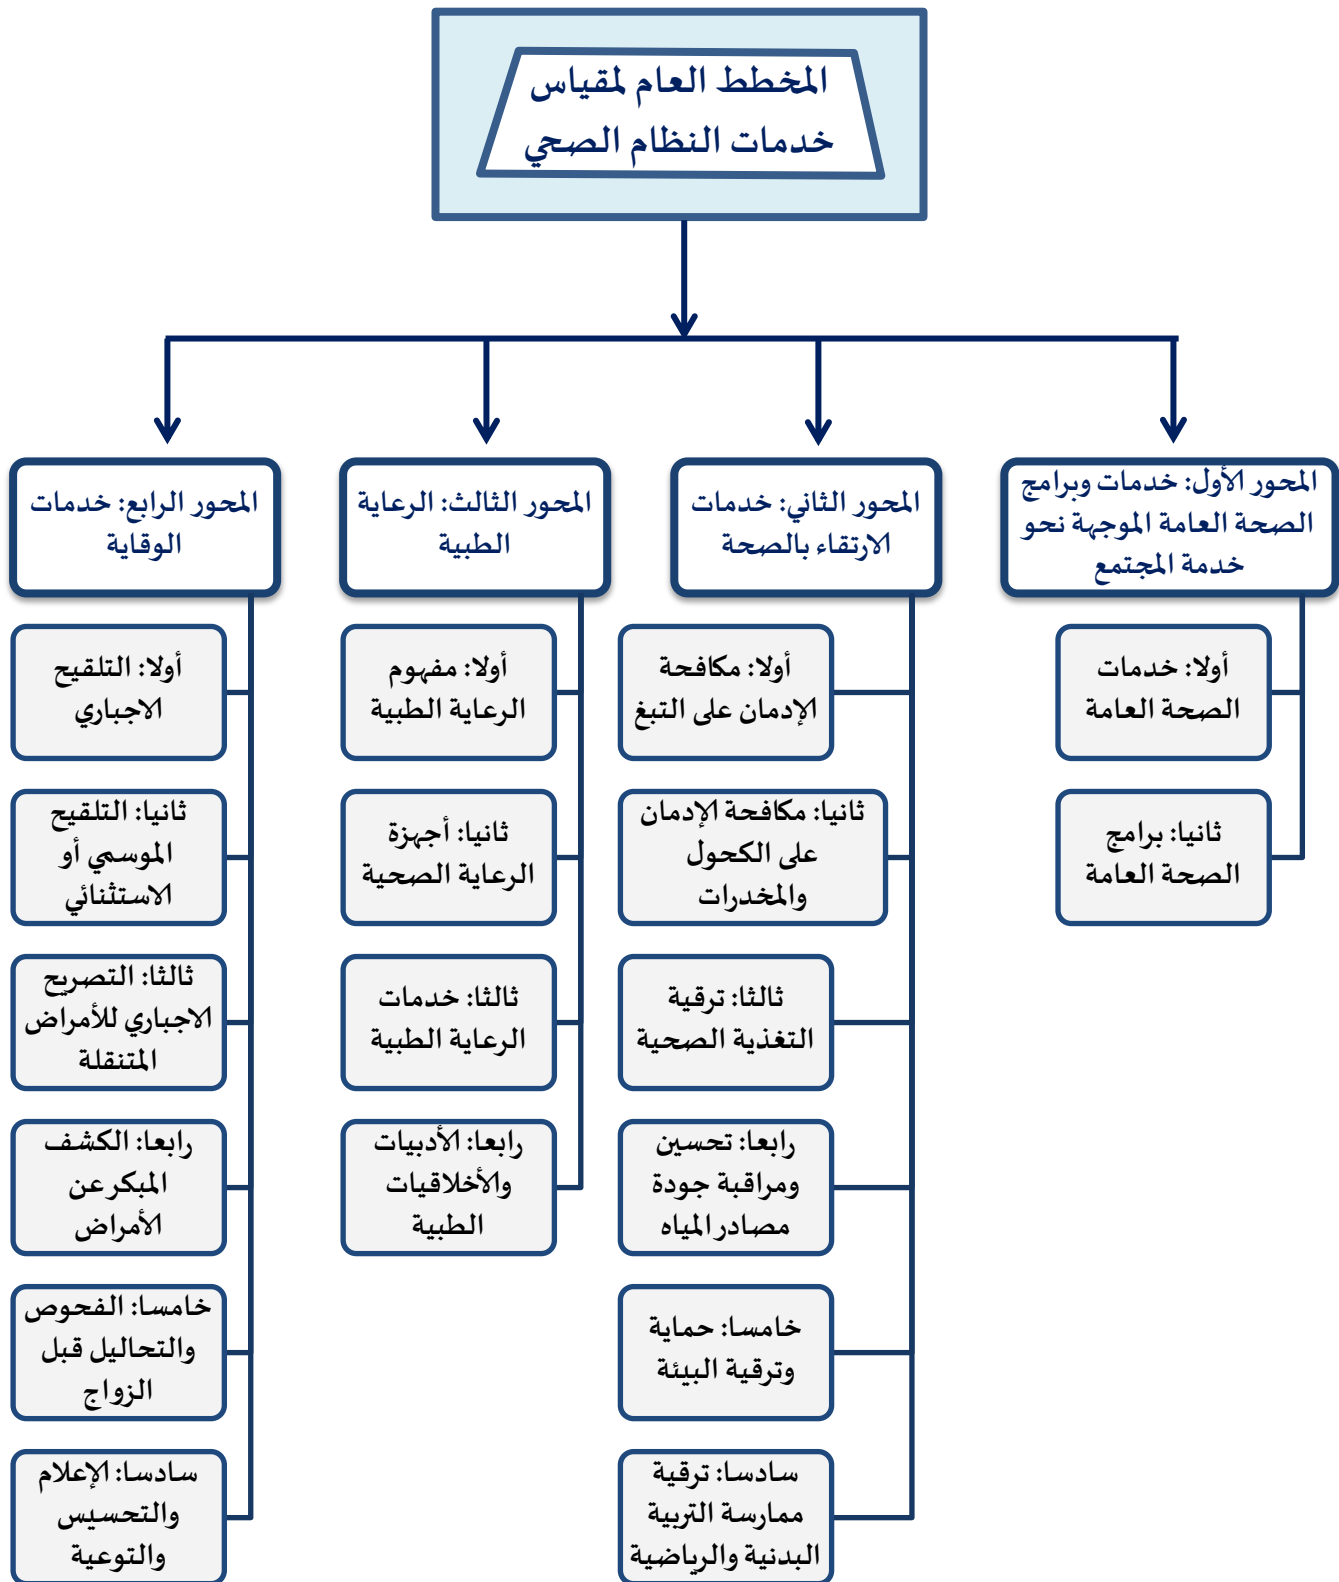 المخطط العام لمقياس
خدمات النظام الصحي
المحور الأول: خدمات وبرامج
الصحة العامة الموجهة نحو
خدمة المجتمع
أولا: خدمات
الصحة العامة
ثانيا: برامج
الصحة العامة
المحور الثاني: خدمات
الارتقاء بالصحة
أولا: مكافحة
الإدمان على التبغ
ثانيا: مكافحة الإدمان
على الكحول
والمخدرات
ثالثا: ترقية
التغذية الصحية
رابعا: تحسين
ومراقبة جودة
مصادر المياه
خامسا: حماية
وترقية البيئة
سادسا: ترقية
ممارسة التربية
البدنية والرياضية
المحور الثالث: الرعاية
الطبية
أولا: مفهوم
الرعاية الطبية
ثانيا: أجهزة
الرعاية الصحية
ثالثا: خدمات
الرعاية الطبية
رابعا: الأدبيات
والأخلاقيات
الطبية
المحور الرابع: خدمات
الوقاية
أولا: التلقيح
الاجباري
ثانيا: التلقيح
الموسمي أو
الاستثنائي
ثالثا: التصريح
الاجباري للأمراض
المتنقلة
رابعا: الكشف
المبكر عن
الأمراض
خامسا: الفحوص
والتحاليل قبل
الزواج
سادسا: الإعلام
والتحسيس
والتوعية